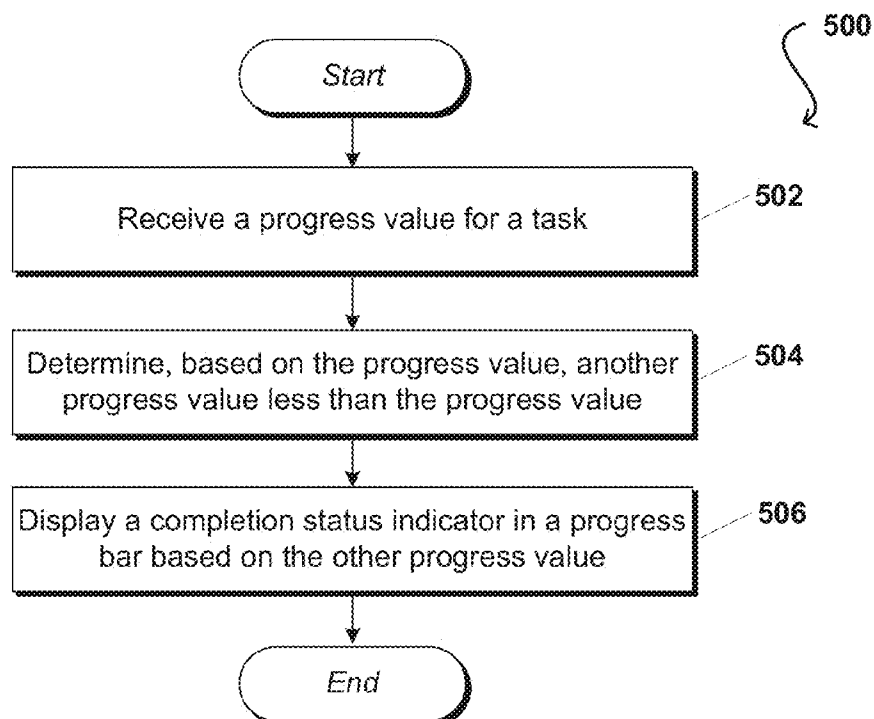 500
Start
Receive a progress value for a task
502
Determine, based on the progress value, another
progress value less than the progress value
504
Display a completion status indicator in a progress
bar based on the other progress value
506
End